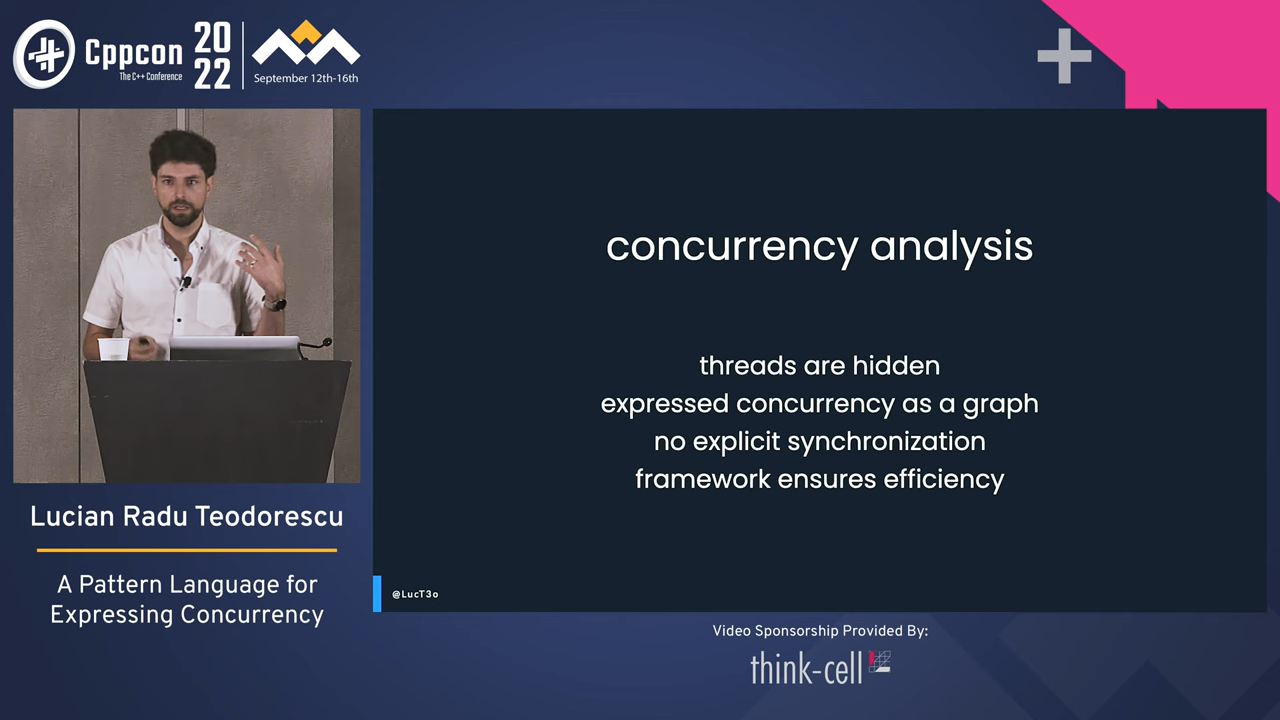 Cppcon
The C++ Conference
20
22
September 12th-16th
concurrency analysis
threads are hidden
expressed concurrency as a graph
no explicit synchronization
framework ensures efficiency
@LucT3o
Lucian Radu Teodorescu
A Pattern Language for
Expressing Concurrency
Video Sponsorship Provided By:
think-cell